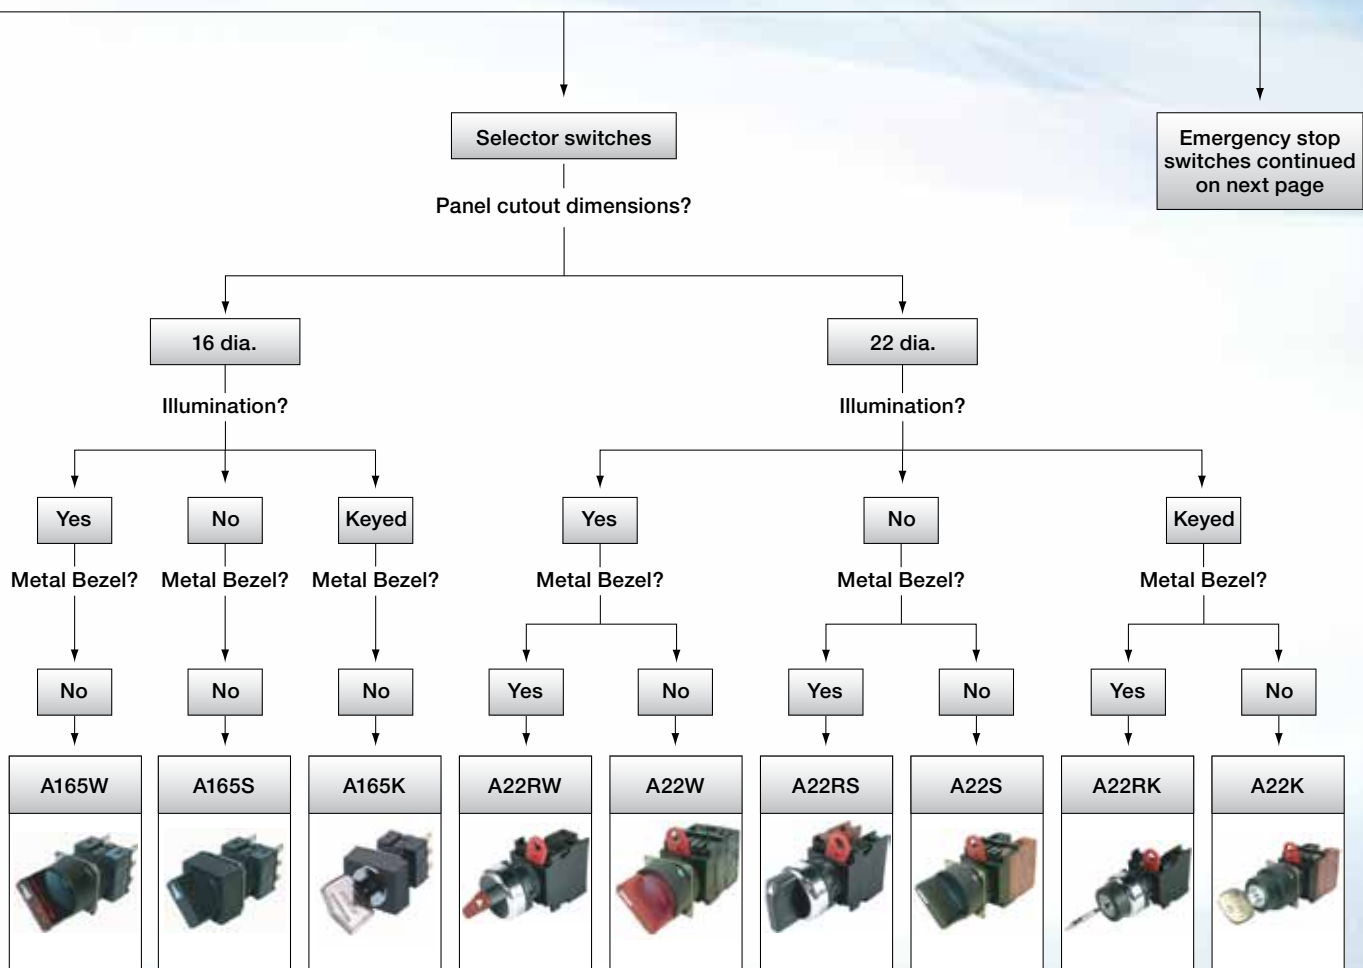 Selector switches
Emergency stop
switches continued
on next page
Panel cutout dimensions?
16 dia.
22 dia.
Illumination?
Illumination?
Yes
No
Keyed
Yes
No
Keyed
Metal Bezel?
Metal Bezel?
Metal Bezel?
Metal Bezel?
Metal Bezel?
Metal Bezel?
No
No
No
Yes
No
Yes
No
Yes
No
A165W
A165S
A165K
A22RW
A22W
A22RS
A22S
A22RK
A22K